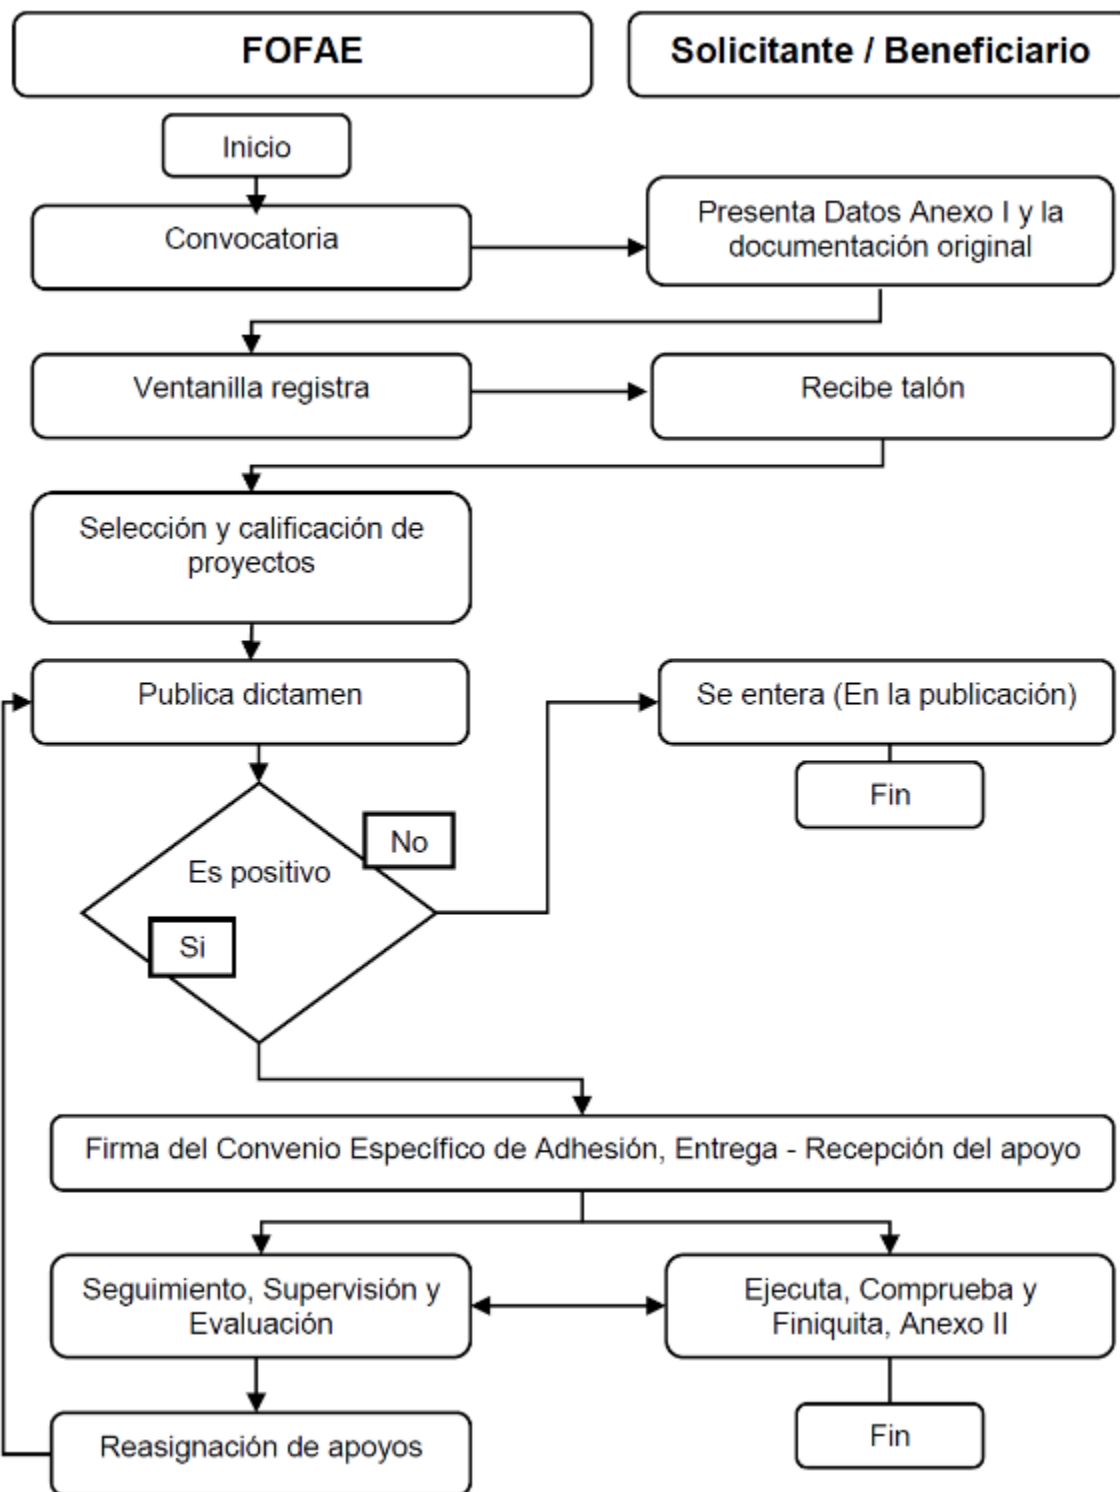 FOFAE
Solicitante / Beneficiario
Inicio
Convocatoria
Presenta Datos Anexo I y la
documentación original
Ventanilla registra
Recibe talón
Selección y calificación de
proyectos
Publica dictamen
Se entera (En la publicación)
Fin
No
Es positivo
Si
Firma del Convenio Específico de Adhesión, Entrega - Recepción del apoyo
Seguimiento, Supervisión y
Evaluación
Ejecuta, Comprueba y
Finiquita, Anexo II
Reasignación de apoyos
Fin